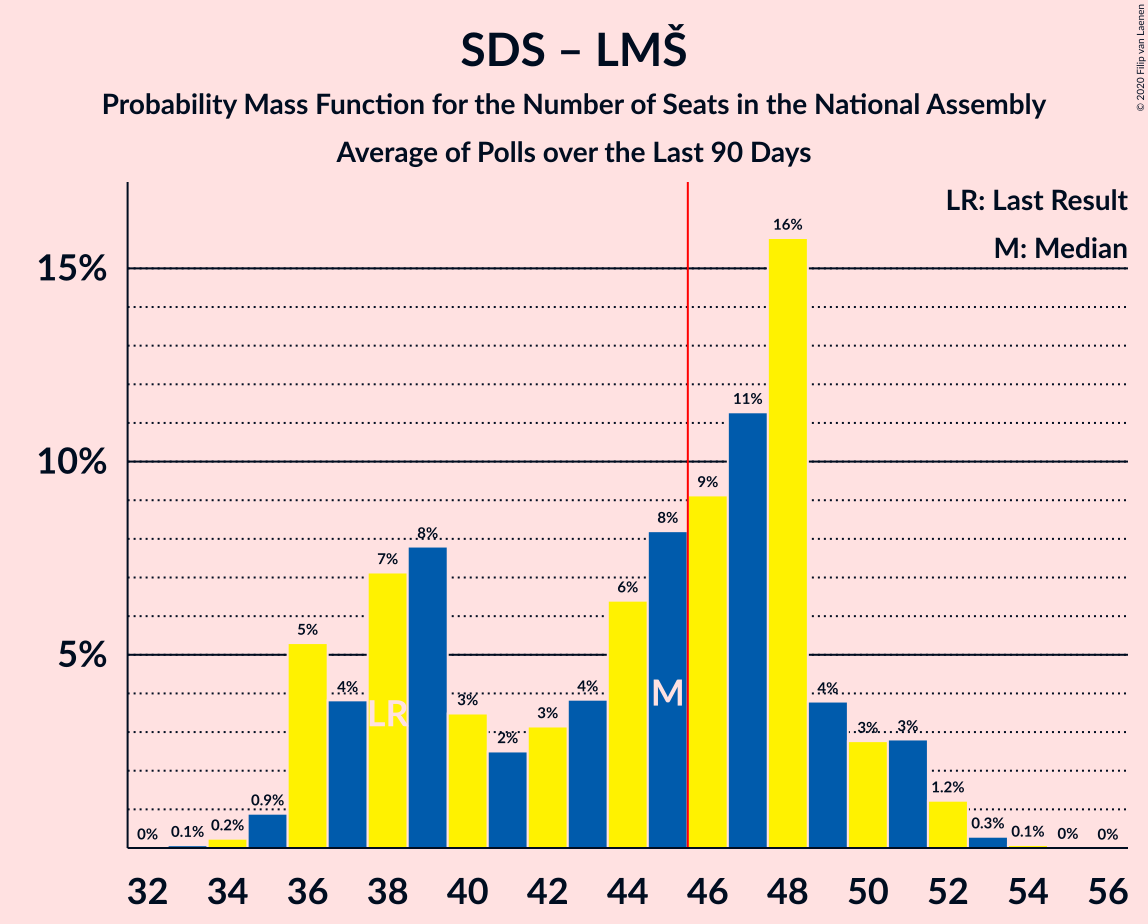 SDS – LMŠ
Probability Mass Function for the Number of Seats in the National Assembly
Average of Polls over the Last 90 Days
© 2020 Filip van Laenen
LR: Last Result
M: Median
15%
10%
5%
0% 0.1% 0.2% 0.9% 5% 4% 7% 8% 3% 2% 3% 4% 6% 8% 9% 11% 16% 4% 3% 3% 1.2% 0.3% 0.1% 0% 0%
LR M
32 34 36 38 40 42 44 46 48 50 52 54 56